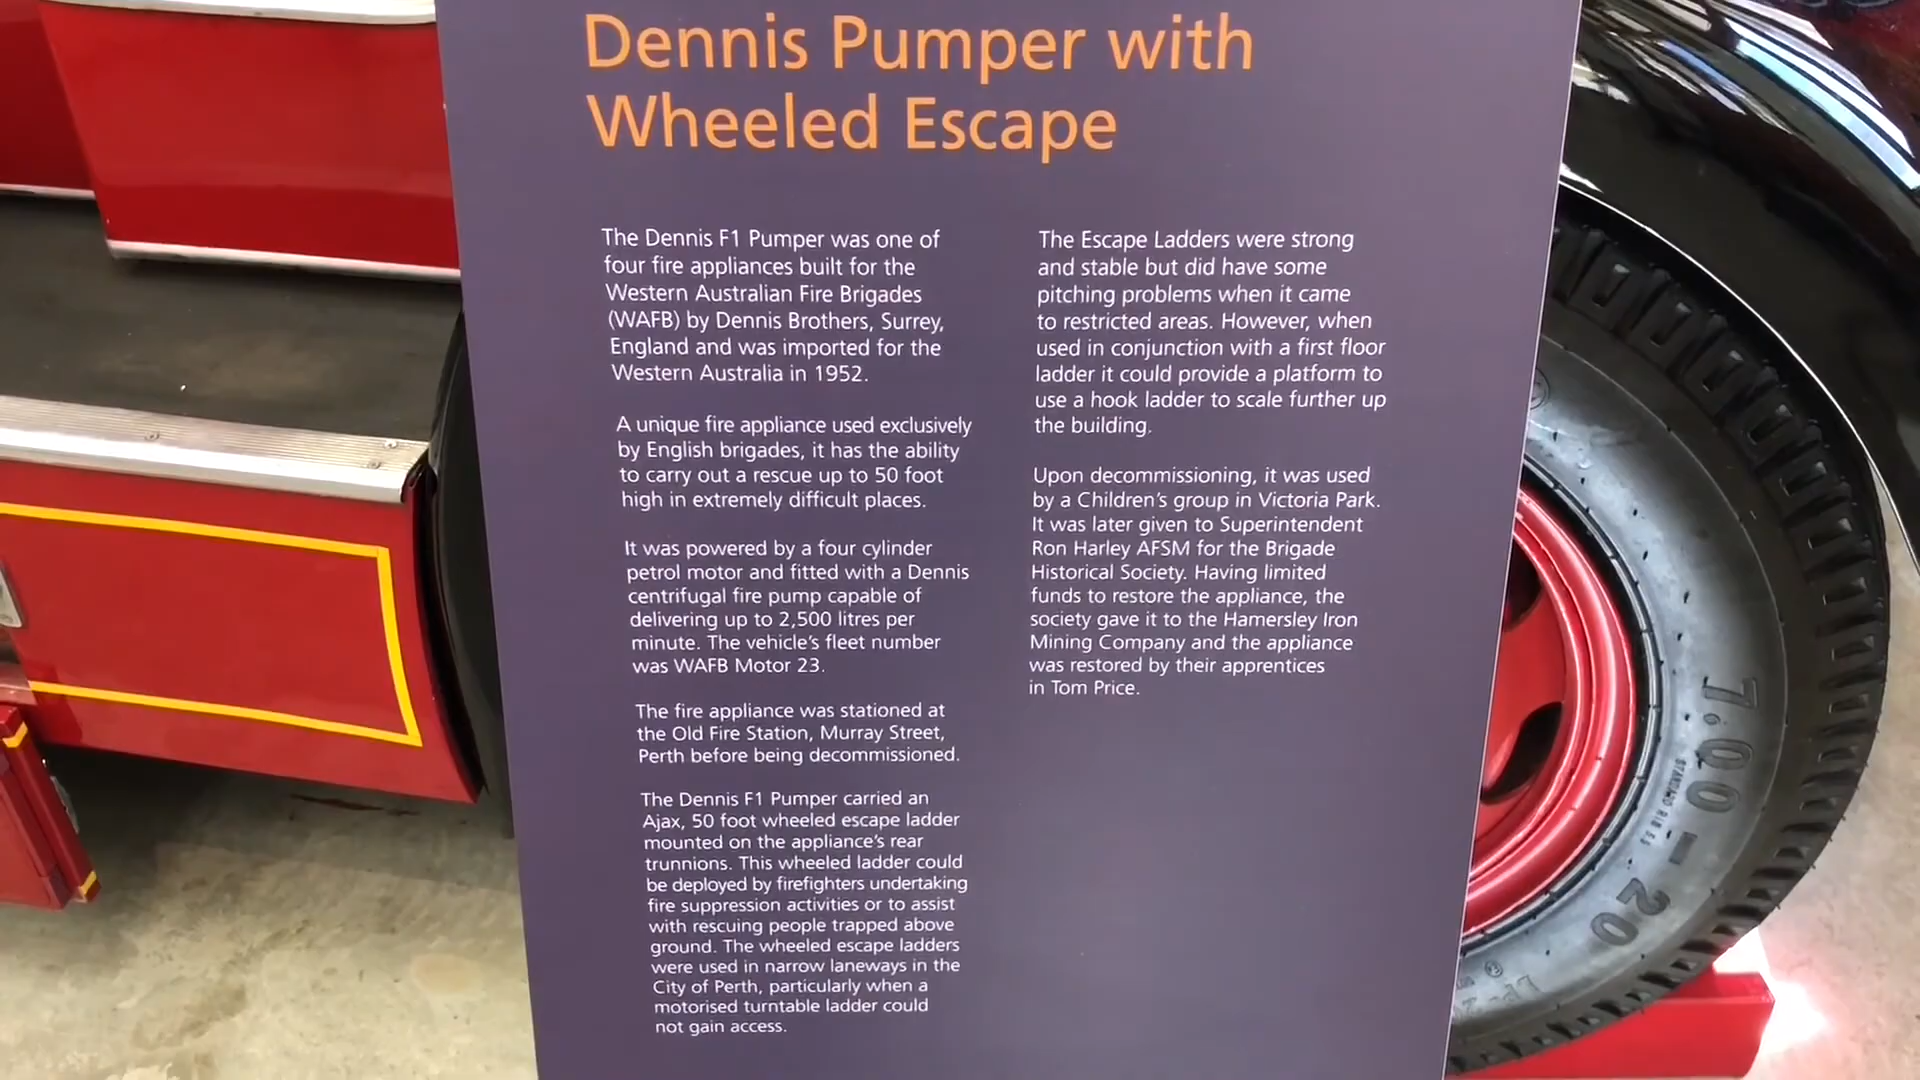 Dennis Pumper with
Wheeled Escape
The Dennis F1 Pumper was one of
four fire appliances built for the
Western Australian Fire Brigades
(WAFB) by Dennis Brothers, Surrey,
England and was imported for the
Western Australia in 1952.
A unique fire appliance used exclusively
by English brigades, it has the ability
to carry out a rescue up to 50 foot
high in extremely difficult places.
It was powered by a four cylinder
petrol motor and fitted with a Dennis
centrifugal fire pump capable of
delivering up to 2,500 litres per
minute. The vehicle's fleet number
was WAFB Motor 23.
The fire appliance was stationed at
the Old Fire Station, Murray Street,
Perth before being decommissioned.
The Dennis F1 Pumper carried an
Ajax, 50 foot wheeled escape ladder
mounted on the appliance's rear
trunnions. This wheeled ladder could
be deployed by firefighters undertaking
fire suppression activities or to assist
with rescuing people trapped above
ground. The wheeled escape ladders
were used in narrow laneways in the
City of Perth, particularly when a
motorised turntable ladder could
not gain access.
The Escape Ladders were strong
and stable but did have some
pitching problems when it came
to restricted areas. However, when
used in conjunction with a first floor
ladder it could provide a platform to
use a hook ladder to scale further up
the building.
Upon decommissioning, it was used
by a Children's group in Victoria Park.
It was later given to Superintendent
Ron Harley AFSM for the Brigade
Historical Society. Having limited
funds to restore the appliance, the
society gave it to the Hamersley Iron
Mining Company and the appliance
was restored by their apprentices
in Tom Price.
7.00-20
STANDARD RIM 5.5